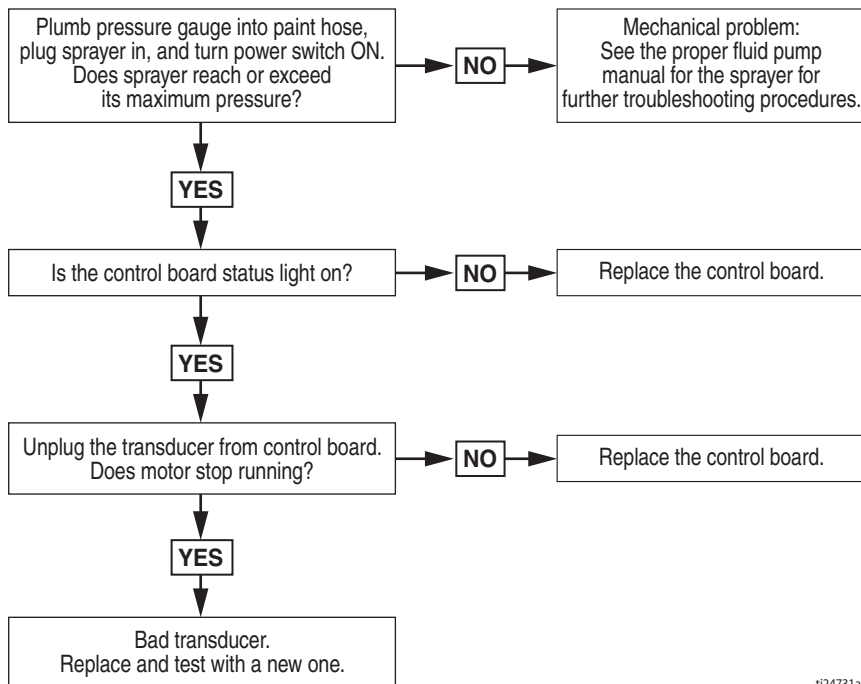 Plumb pressure gauge into paint hose,
plug sprayer in, and turn power switch ON.
Does sprayer reach or exceed
its maximum pressure?
NO
Mechanical problem:
See the proper fluid pump
manual for the sprayer for
further troubleshooting procedures.
YES
Is the control board status light on?
NO
Replace the control board.
YES
Unplug the transducer from control board.
Does motor stop running?
NO
Replace the control board.
YES
Bad transducer.
Replace and test with a new one.
ti24731a